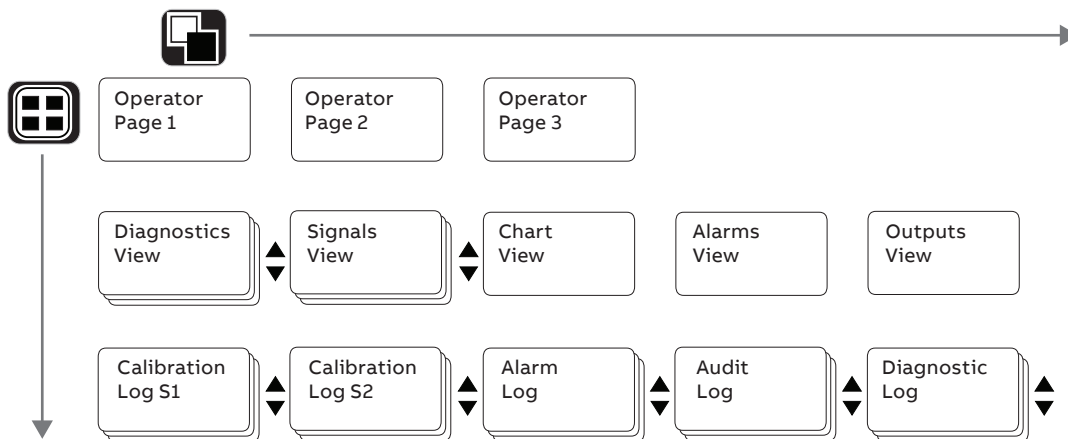 Operator
Page 1
Operator
Page 2
Operator
Page 3
Diagnostics
View
Signals
View
Chart
View
Alarms
View
Outputs
View
Calibration
Log S1
Calibration
Log S2
Alarm
Log
Audit
Log
Diagnostic
Log